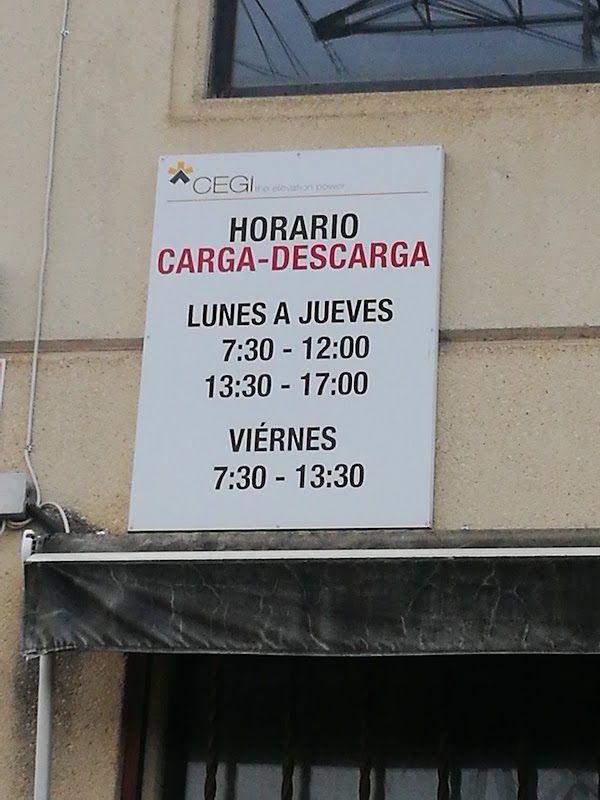 CEGI the elevation power
HORARIO
CARGA-DESCARGA
LUNES A JUEVES
7:30 - 12:00
13:30 - 17:00
VIÉRNES
7:30 - 13:30